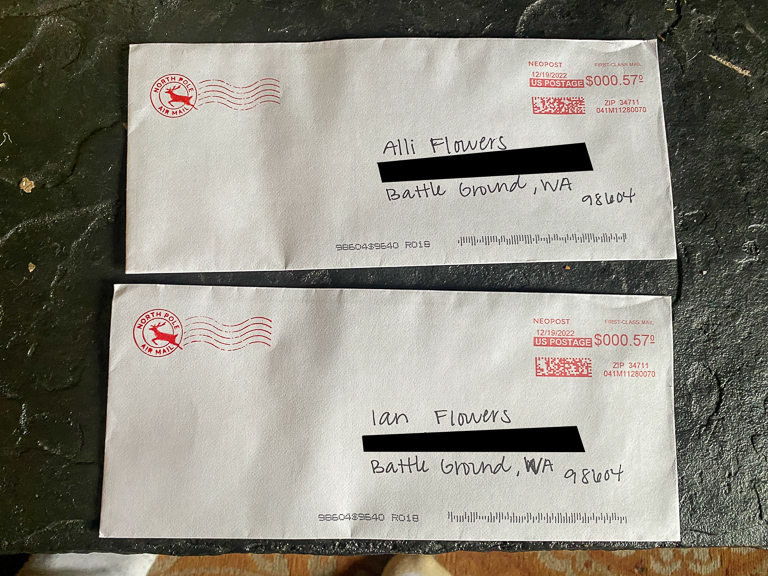 NORTH POLE
AIR MAIL
NEOPOST
FIRST-CLASS MAIL
12/19/2022
US POSTAGE $000.57⁰
ZIP 34711
041M11280070
Alli Flowers
Battle Ground, WA
98604
98604$9640 R018
NORTH POLE
AIR MAIL
NEOPOST
FIRST-CLASS MAIL
12/19/2022
US POSTAGE $000.57⁰
ZIP 34711
041M11280070
Ian Flowers
Battle Ground, WA
98604
98604$9640 R018